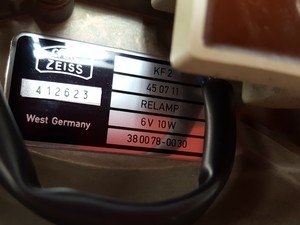 ZEISS
412623
West Germany
KF2
45 07 11
RELAMP
6V 10W
380078-0030